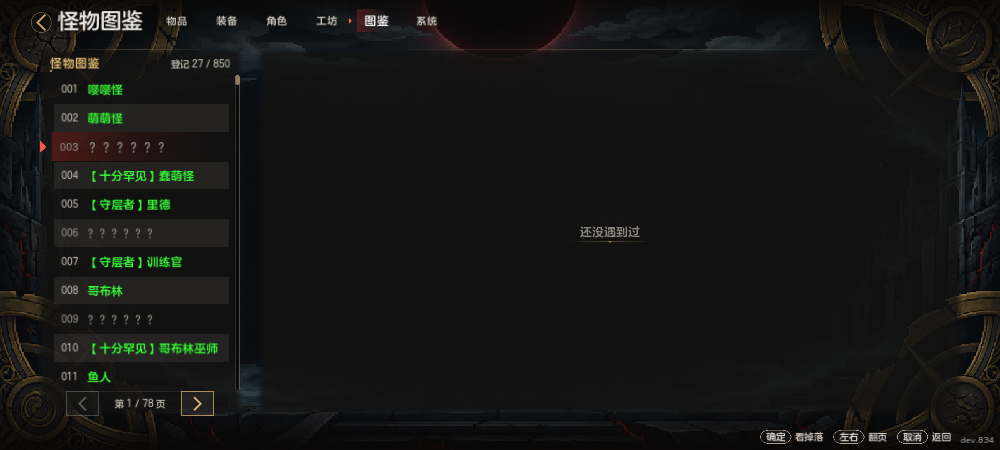 怪物图鉴 物品 装备 角色 工坊 图鉴 系统
怪物图鉴 登记 27 / 850
001 嘤嘤怪
002 萌萌怪
003 ？？？？？？
004 【十分罕见】蠢萌怪
005 【守层者】里德
006 ？？？？？？
007 【守层者】训练官
008 哥布林
009 ？？？？？？
010 【十分罕见】哥布林巫师
011 鱼人
第 1 / 78 页
还没遇到过
确定 看掉落 左右 翻页 取消 返回 dev.834